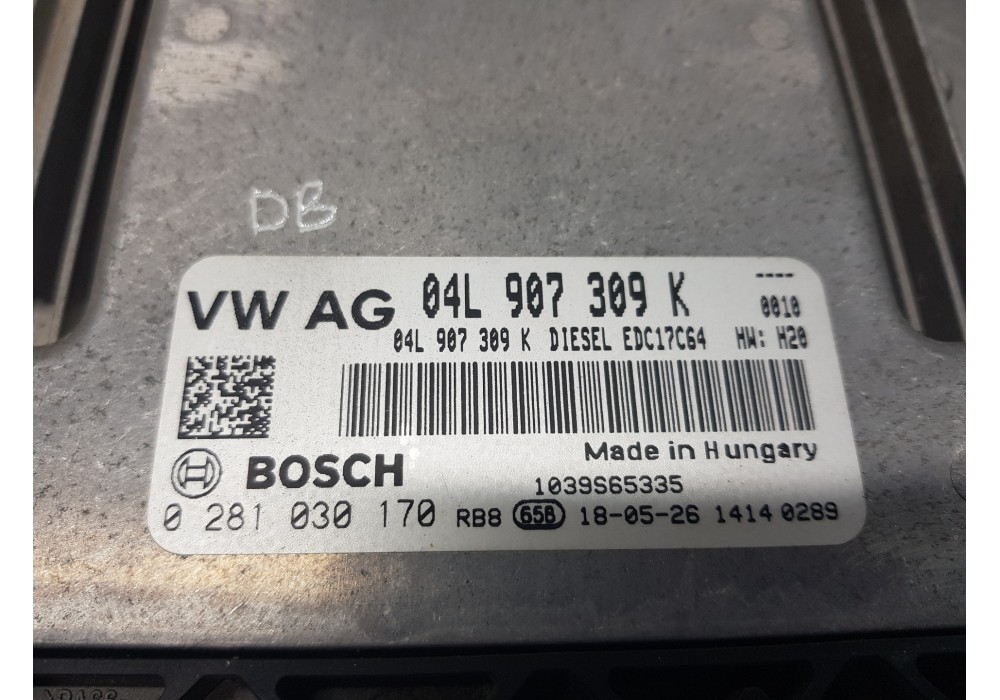 DB
VW AG 04L 907 309 K ----
0010
04L 907 309 K DIESEL EDC17C64 HW: H20
Made in Hungary
BOSCH
1039S65335
0 281 030 170 RB8 65B 18-05-26 1414 0289